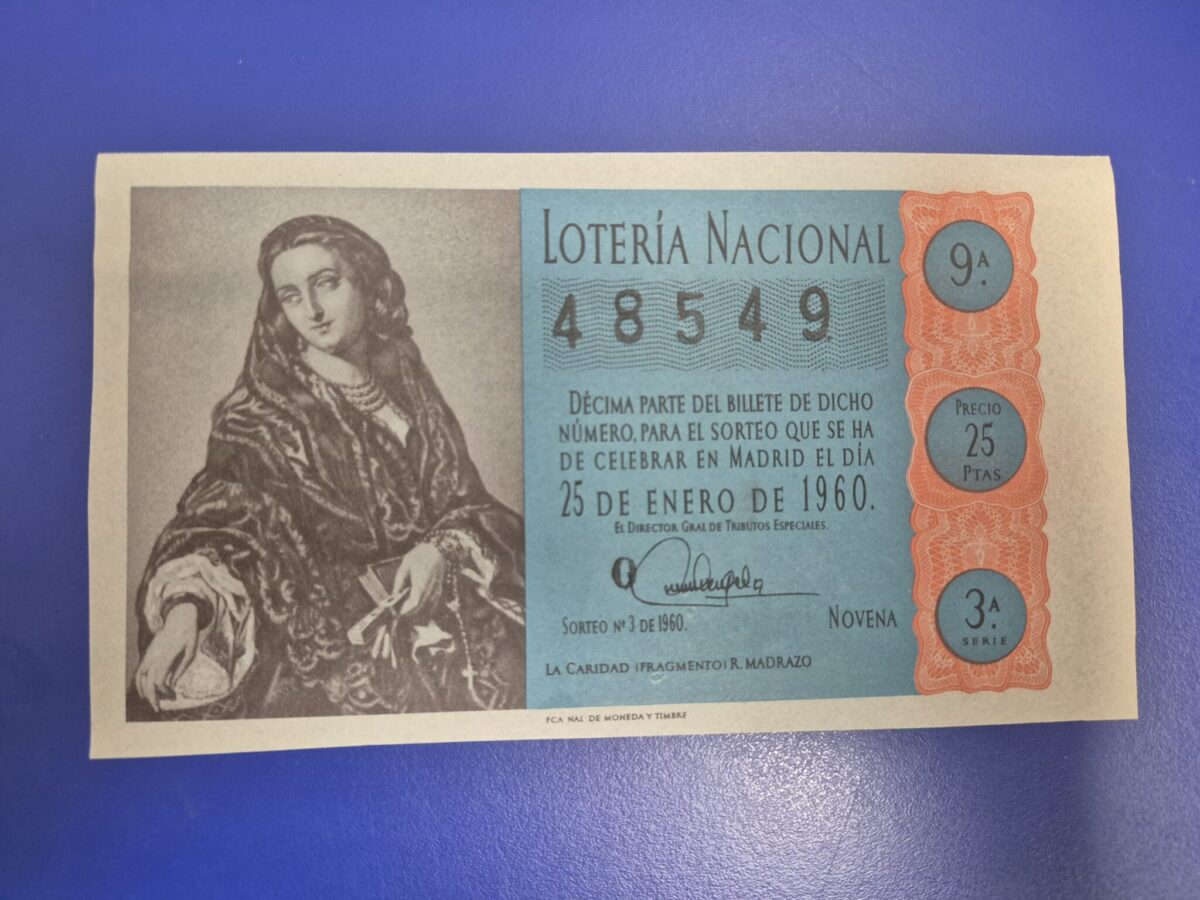 LOTERÍA NACIONAL
48549
DÉCIMA PARTE DEL BILLETE DE DICHO
NÚMERO, PARA EL SORTEO QUE SE HA
DE CELEBRAR EN MADRID EL DÍA
25 DE ENERO DE 1960.
EL DIRECTOR GRAL DE TRIBUTOS ESPECIALES
SORTEO Nº 3 DE 1960.
NOVENA
LA CARIDAD (FRAGMENTO) R. MADRAZO
FCA NAL DE MONEDA Y TIMBRE
9ª
PRECIO
25
PTAS
3.ª
SERIE